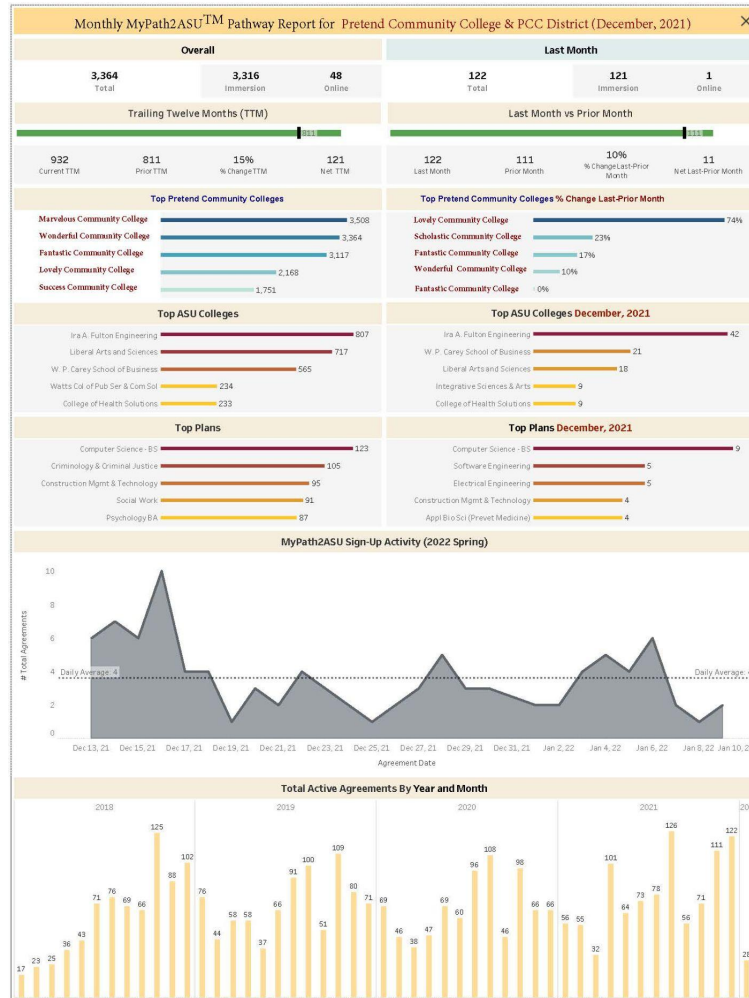 Monthly MyPath2ASU™ Pathway Report for Pretend Community College & PCC District (December, 2021)
Overall
3,364 3,316 48
Total Immersion Online
Last Month
122 121 1
Total Immersion Online
Trailing Twelve Months (TTM)
811
932 811 15% 121
Current TTM Prior TTM % Change TTM Net TTM
Last Month vs Prior Month
111
122 111 10% 11
Last Month Prior Month % Change Last-Prior Month Net Last-Prior Month
Top Pretend Community Colleges
Marvelous Community College 3,508
Wonderful Community College 3,364
Fantastic Community College 3,117
Lovely Community College 2,168
Success Community College 1,751
Top Pretend Community Colleges % Change Last-Prior Month
Lovely Community College 74%
Scholastic Community College 23%
Fantastic Community College 17%
Wonderful Community College 10%
Fantastic Community College 0%
Top ASU Colleges
Ira A. Fulton Engineering 807
Liberal Arts and Sciences 717
W. P. Carey School of Business 565
Watts Col of Pub Ser & Com Sol 234
College of Health Solutions 233
Top ASU Colleges December, 2021
Ira A. Fulton Engineering 42
W. P. Carey School of Business 21
Liberal Arts and Sciences 18
Integrative Sciences & Arts 9
College of Health Solutions 9
Top Plans
Computer Science - BS 123
Criminology & Criminal Justice 105
Construction Mgmt & Technology 95
Social Work 91
Psychology BA 87
Top Plans December, 2021
Computer Science - BS 9
Software Engineering 5
Electrical Engineering 5
Construction Mgmt & Technology 4
Appl Bio Sci (Prevet Medicine) 4
MyPath2ASU Sign-Up Activity (2022 Spring)
# Total Agreements
10
8
6
4
2
0
Daily Average: 4
Daily Average: 4
Dec 13, 21 Dec 15, 21 Dec 17, 21 Dec 19, 21 Dec 21, 21 Dec 23, 21 Dec 25, 21 Dec 27, 21 Dec 29, 21 Dec 31, 21 Jan 2, 22 Jan 4, 22 Jan 6, 22 Jan 8, 22 Jan 10, 2
Agreement Date
Total Active Agreements By Year and Month
2018 2019 2020 2021 20
17 23 25 36 43 71 76 69 66 125 88 102 76 44 58 58 37 66 91 100 51 109 80 71 69 46 38 47 69 60 96 108 46 98 66 66 56 55 32 101 64 73 78 126 56 71 111 122 28